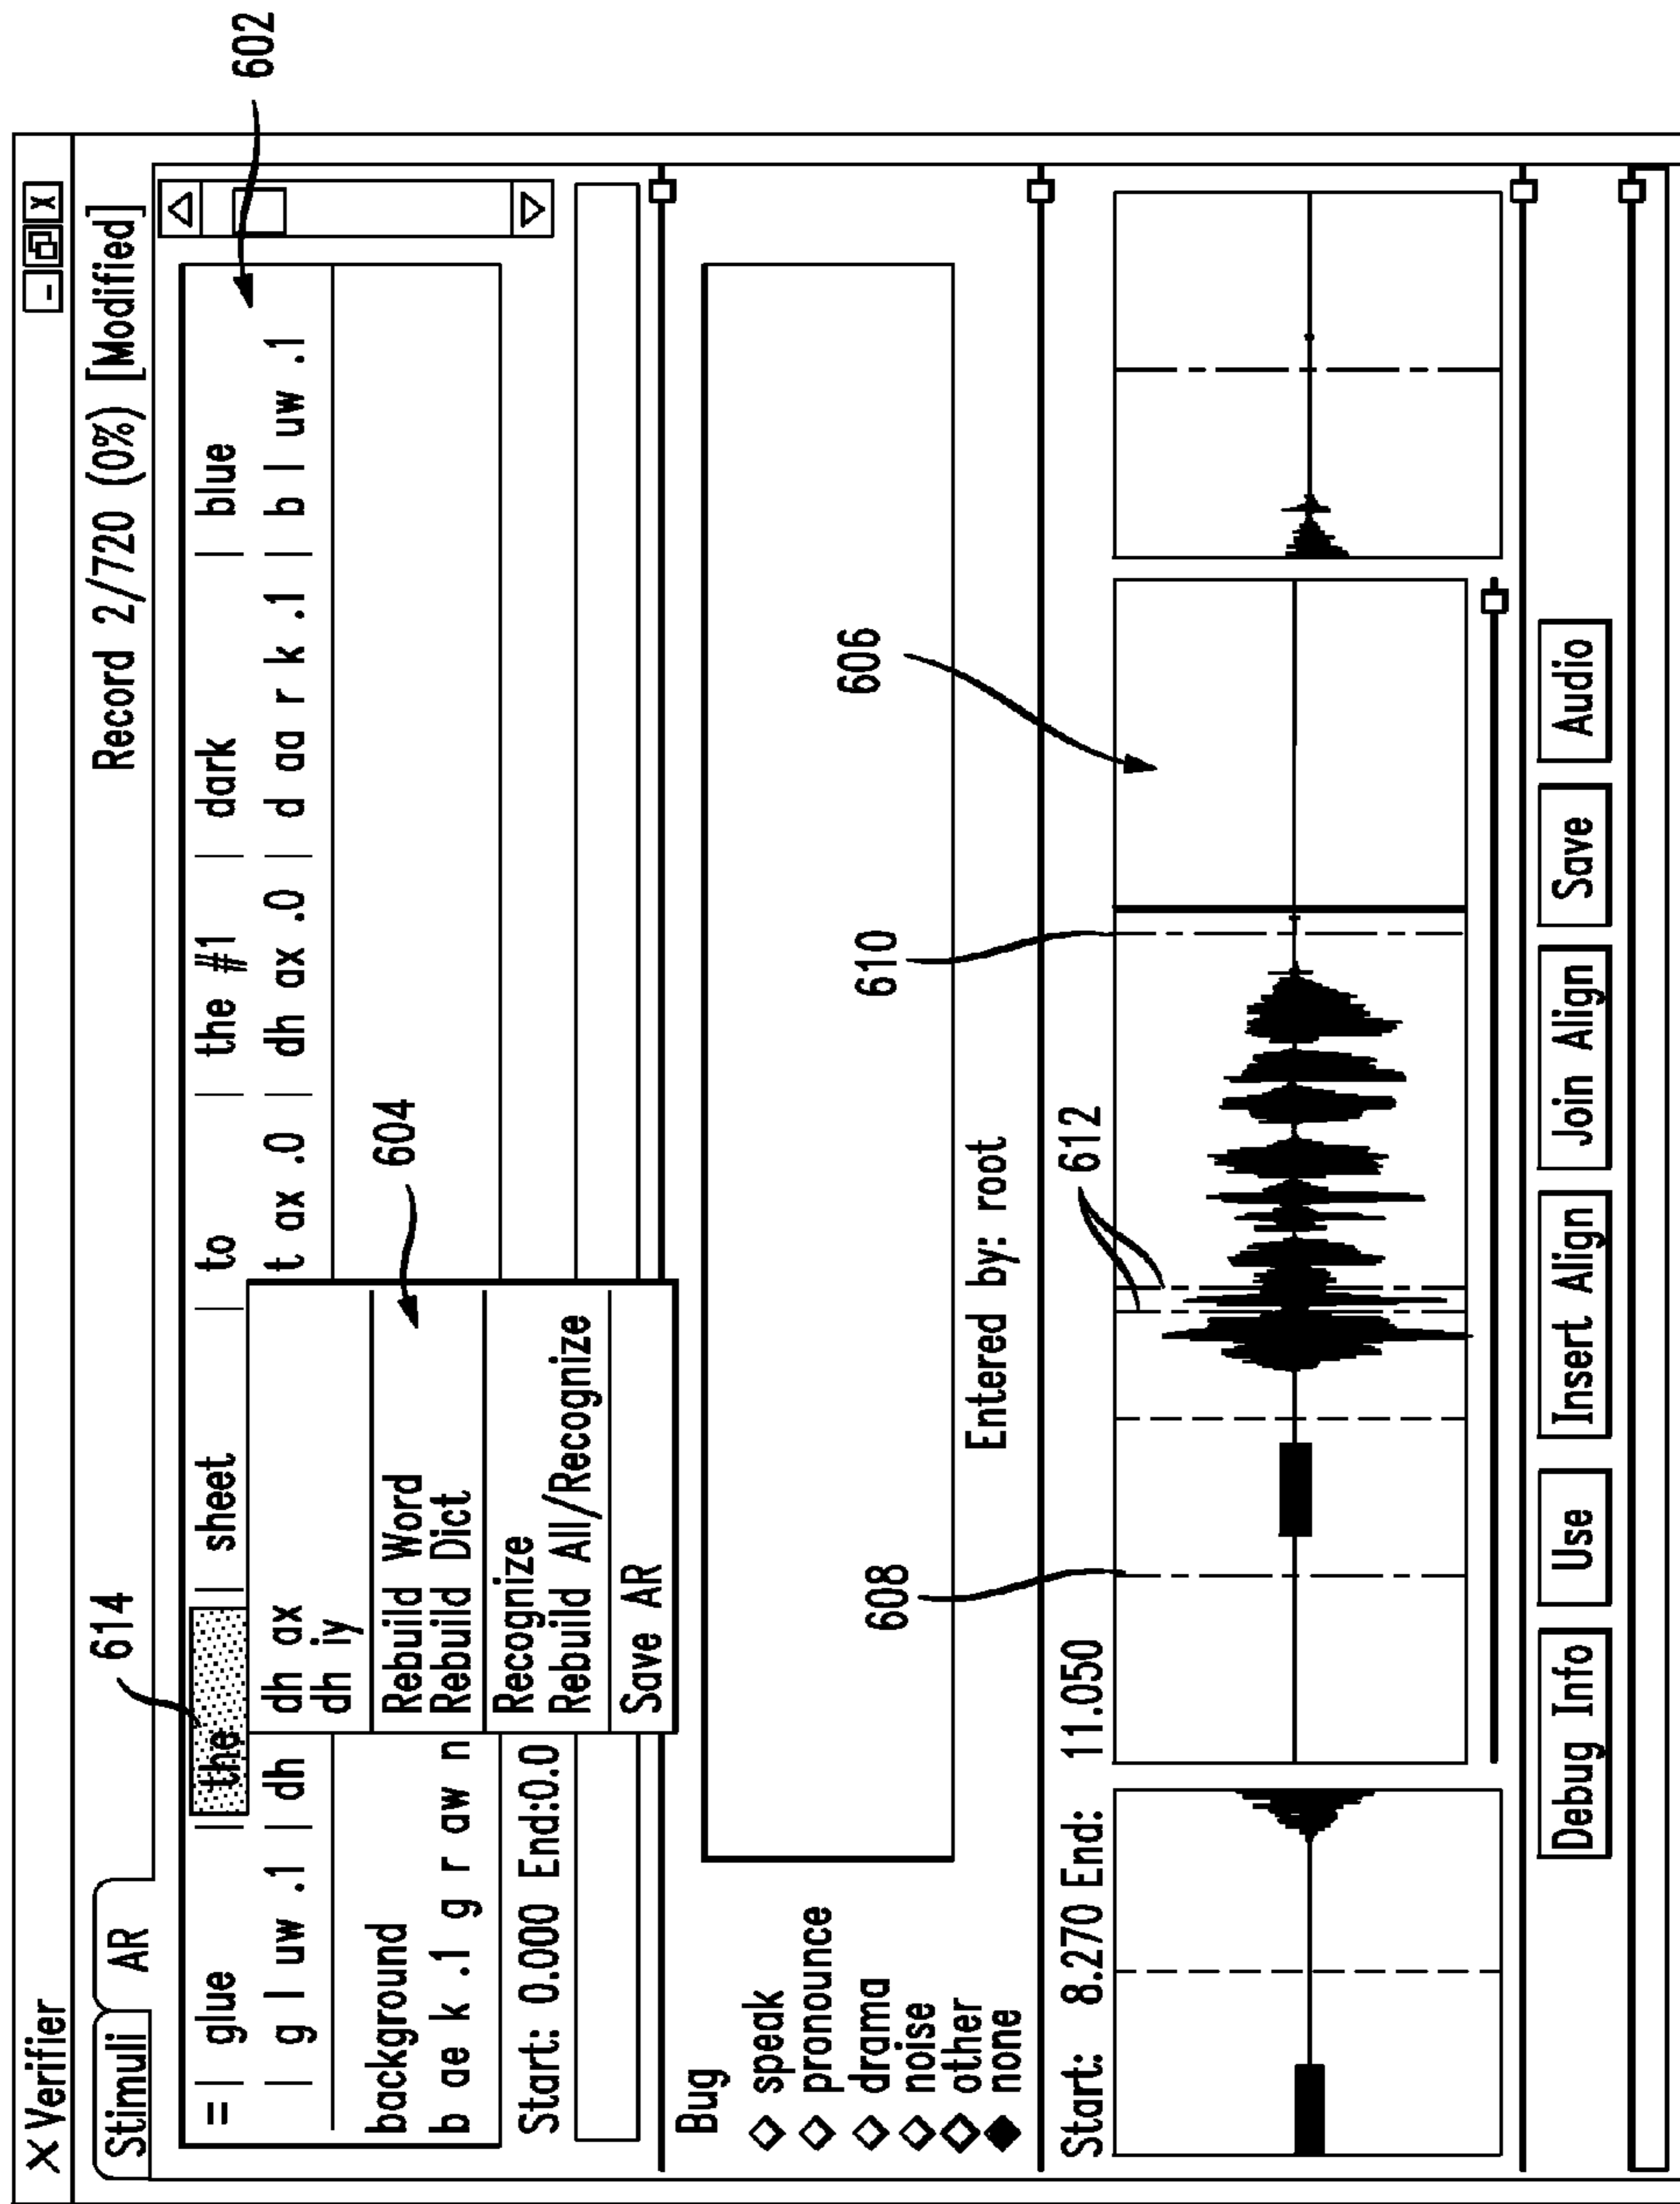 X Verifier - X
Record 2/720 (0%) [Modified]
Stimuli AR
602
614
= | glue | the | sheet | to | the #1 | dark | blue
| g l uw .1 | dh t ax .0 | dh ax .0 | d aa r k .1 | b l uw .1
dh ax
dh iy
604
background
b ae k .1 g r aw n
Rebuild Word
Rebuild Dict
Recognize
Rebuild All/Recognize
Save AR
Start: 0.000 End:0.0
Bug
speak
pronounce
drama
noise
other
none
Entered by: root
606
608
610
612
Start: 8.270 End: 11.050
Debug Info Use Insert Align Join Align Save Audio